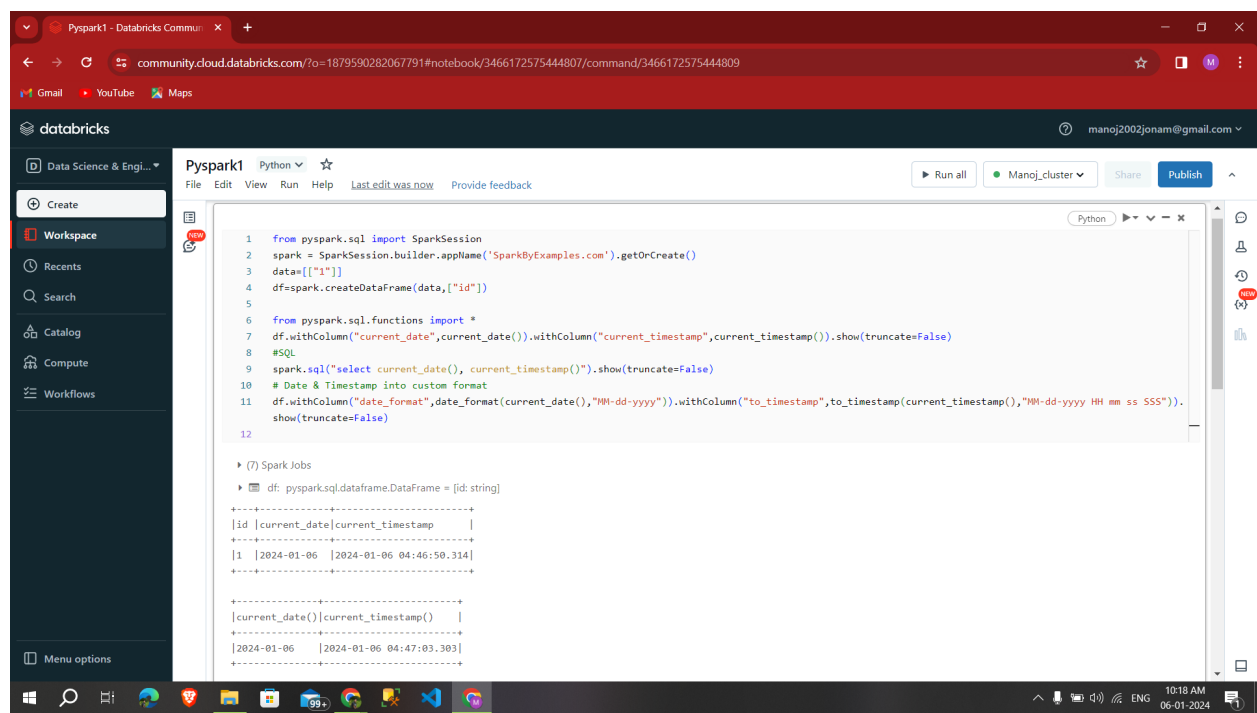 Pyspark1 - Databricks Commun
community.cloud.databricks.com/?o=1879590282067791#notebook/3466172575444807/command/3466172575444809
M
Gmail YouTube Maps
databricks
manoj2002jonam@gmail.com
D Data Science & Engi...
Pyspark1 Python
File Edit View Run Help Last edit was now Provide feedback
Run all Manoj_cluster Share Publish
Create
Workspace
Recents
Search
Catalog
Compute
Workflows
Menu options
NEW
NEW
Python
1 from pyspark.sql import SparkSession
2 spark = SparkSession.builder.appName('SparkByExamples.com').getOrCreate()
3 data=[["1"]]
4 df=spark.createDataFrame(data,["id"])
5
6 from pyspark.sql.functions import *
7 df.withColumn("current_date",current_date()).withColumn("current_timestamp",current_timestamp()).show(truncate=False)
8 #SQL
9 spark.sql("select current_date(), current_timestamp()").show(truncate=False)
10 # Date & Timestamp into custom format
11 df.withColumn("date_format",date_format(current_date(),"MM-dd-yyyy")).withColumn("to_timestamp",to_timestamp(current_timestamp(),"MM-dd-yyyy HH mm ss SSS")).
show(truncate=False)
12
(7) Spark Jobs
df: pyspark.sql.dataframe.DataFrame = [id: string]
+---+------------+-----------------------+
|id |current_date|current_timestamp      |
+---+------------+-----------------------+
|1  |2024-01-06  |2024-01-06 04:46:50.314|
+---+------------+-----------------------+
+--------------+-----------------------+
|current_date()|current_timestamp()    |
+--------------+-----------------------+
|2024-01-06    |2024-01-06 04:47:03.303|
+--------------+-----------------------+
99+
M
ENG
10:18 AM
06-01-2024
1